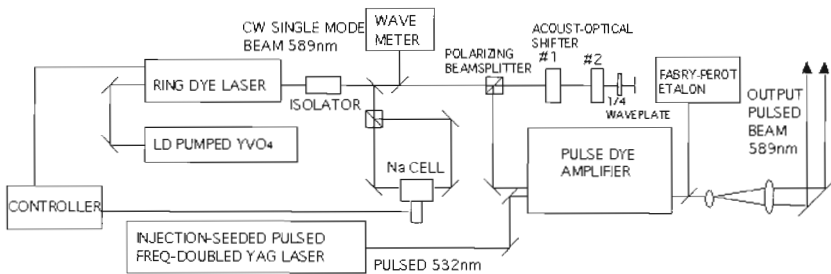 CW SINGLE MODE
BEAM 589nm
WAVE
METER
POLARIZING
BEAMSPLITTER
ACOUST-OPTICAL
SHIFTER
#1
#2
1/4
WAVEPLATE
FABRY-PEROT
ETALON
OUTPUT
PULSED
BEAM
589nm
RING DYE LASER
ISOLATOR
LD PUMPED YVO4
Na CELL
PULSE DYE
AMPLIFIER
CONTROLLER
INJECTION-SEEDED PULSED
FREQ-DOUBLED YAG LASER
PULSED 532nm